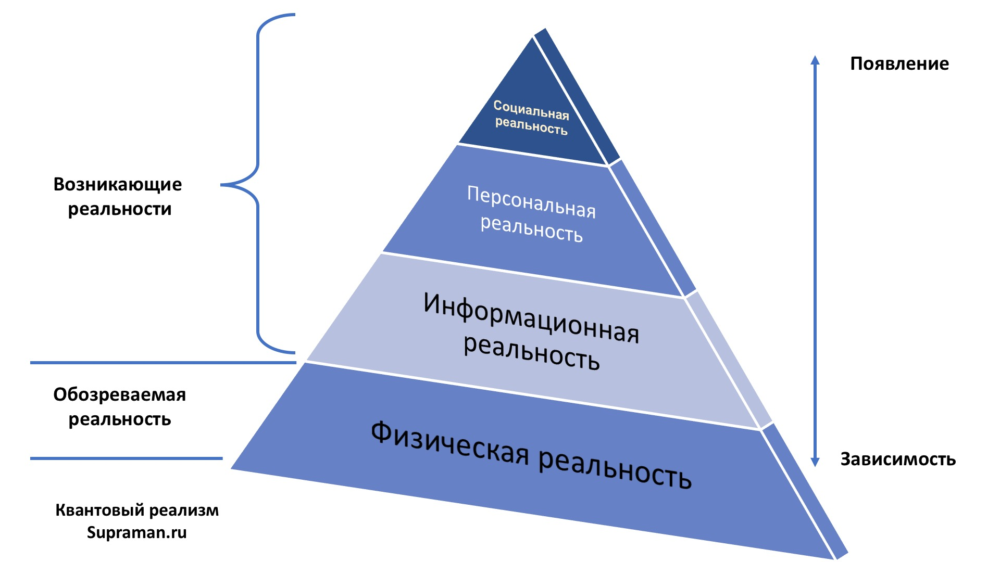 Появление
Социальная
реальность
Возникающие
реальности
Персональная
реальность
Информационная
реальность
Обозреваемая
реальность
Физическая реальность
Зависимость
Квантовый реализм
Supraman.ru